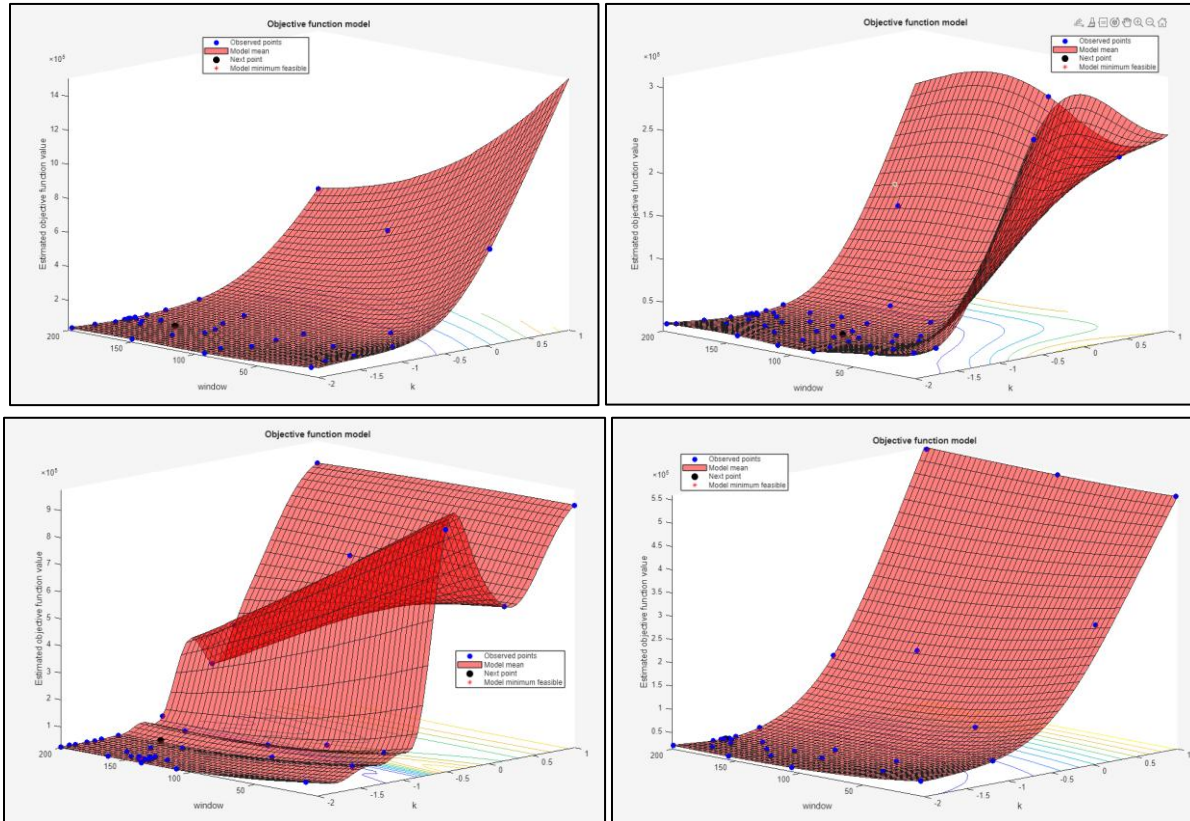 Objective function model
Observed points
Model mean
Next point
Model minimum feasible
×10⁵
14
12
10
8
6
4
2
Estimated objective function value
200
150
100
50
window
-2
-1.5
-1
-0.5
0
0.5
1
k
Objective function model
Observed points
Model mean
Next point
Model minimum feasible
×10⁵
3
2.5
2
1.5
1
0.5
Estimated objective function value
200
150
100
50
window
-2
-1.5
-1
-0.5
0
0.5
1
k
Objective function model
×10⁵
9
8
7
6
5
4
3
2
1
Estimated objective function value
Observed points
Model mean
Next point
Model minimum feasible
200
150
100
50
window
-2
-1.5
-1
-0.5
0
0.5
1
k
Objective function model
Observed points
Model mean
Next point
Model minimum feasible
×10⁵
5.5
5
4.5
4
3.5
3
2.5
2
1.5
1
0.5
Estimated objective function value
200
150
100
50
window
-2
-1.5
-1
-0.5
0
0.5
1
k